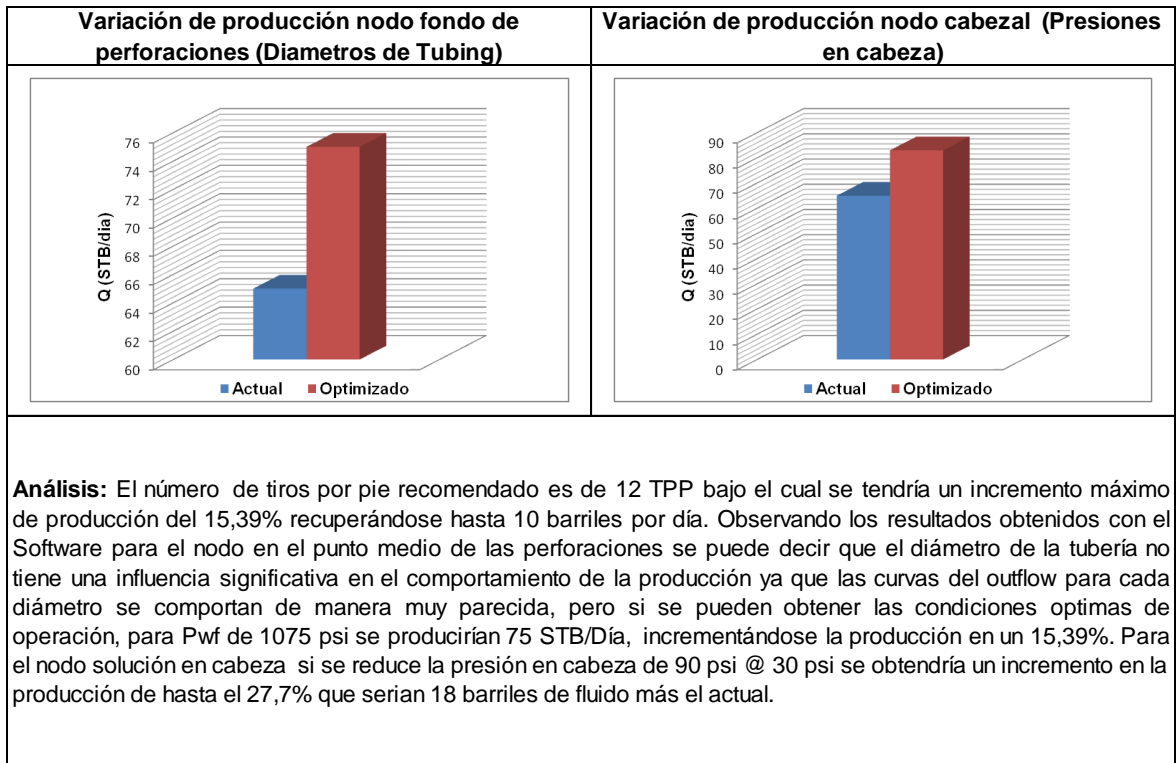 Variación de producción nodo fondo de
perforaciones (Diametros de Tubing)
Variación de producción nodo cabezal (Presiones
en cabeza)
Q (STB/dia)
76
74
72
70
68
66
64
62
60
Actual
Optimizado
Q (STB/dia)
90
80
70
60
50
40
30
20
10
0
Actual
Optimizado
Análisis: El número de tiros por pie recomendado es de 12 TPP bajo el cual se tendría un incremento máximo
de producción del 15,39% recuperándose hasta 10 barriles por día. Observando los resultados obtenidos con el
Software para el nodo en el punto medio de las perforaciones se puede decir que el diámetro de la tubería no
tiene una influencia significativa en el comportamiento de la producción ya que las curvas del outflow para cada
diámetro se comportan de manera muy parecida, pero si se pueden obtener las condiciones optimas de
operación, para Pwf de 1075 psi se producirían 75 STB/Día, incrementándose la producción en un 15,39%. Para
el nodo solución en cabeza si se reduce la presión en cabeza de 90 psi @ 30 psi se obtendría un incremento en la
producción de hasta el 27,7% que serian 18 barriles de fluido más el actual.